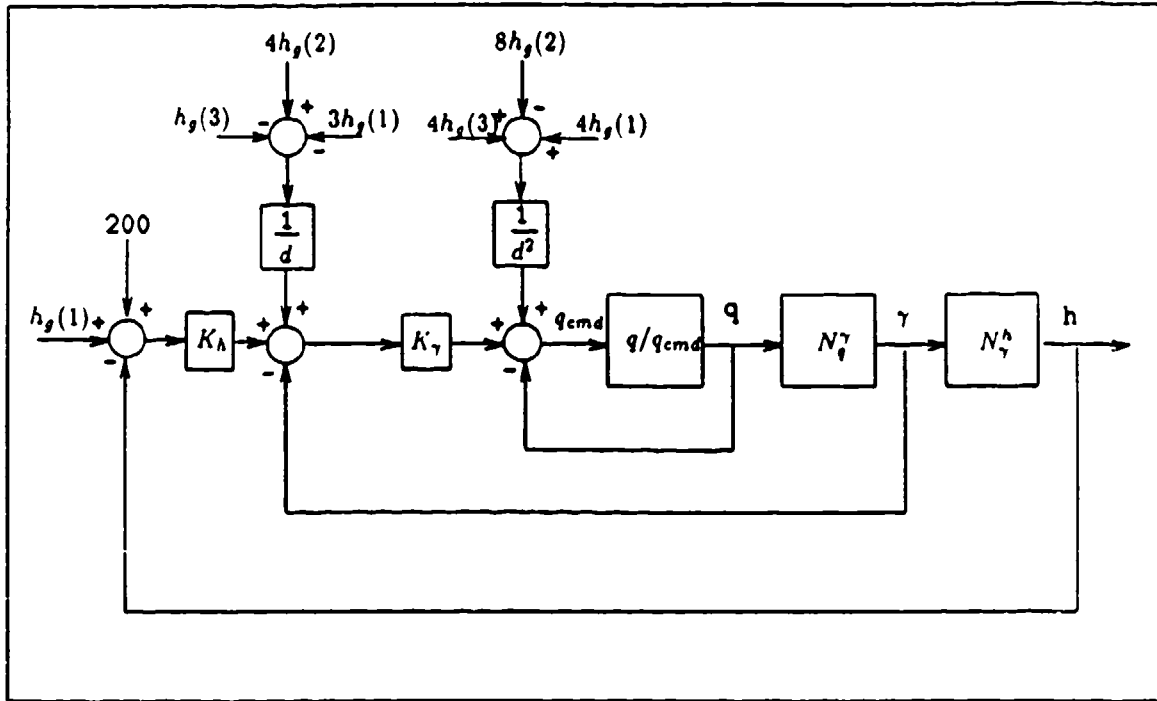 4h_g(2)
8h_g(2)
+
-
h_g(3)
-
3h_g(1)
-
4h_g(3)
+
4h_g(1)
+
200
1
d
1
d²
h_g(1)
+
+
-
K_h
+
+
-
K_γ
+
+
-
q_cmd
q/q_cmd
q
N_q^γ
γ
N_γ^h
h